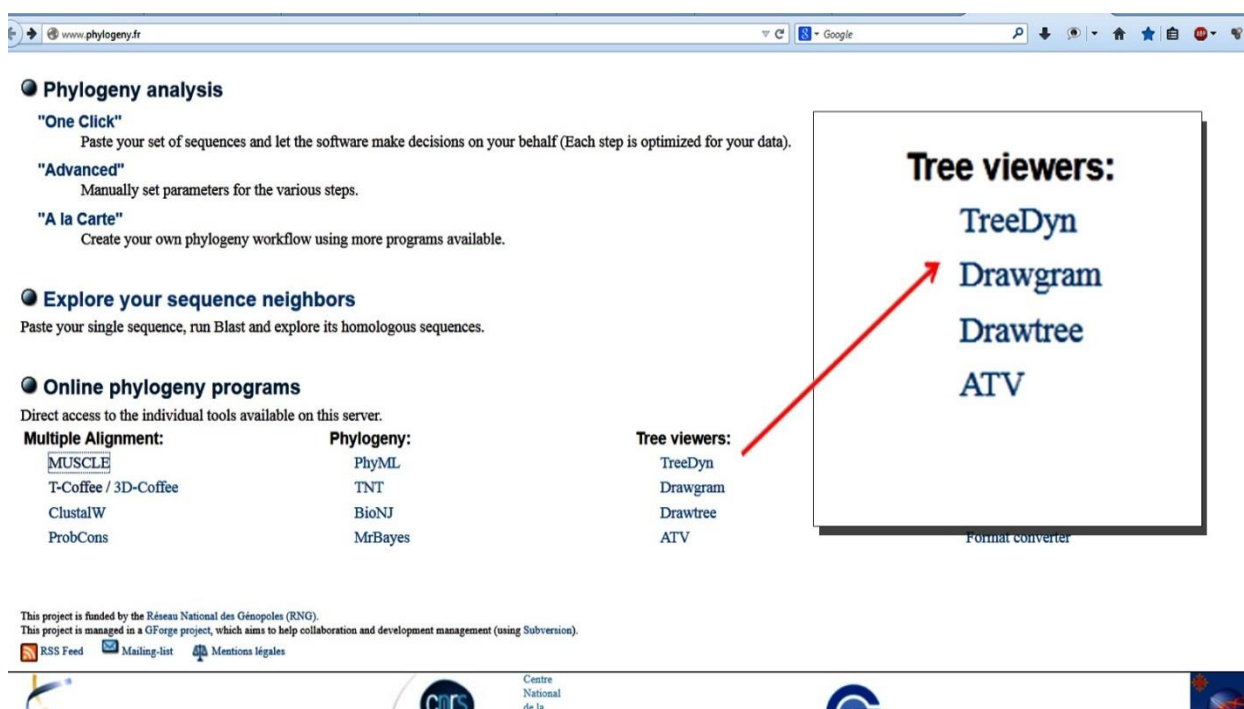 www.phylogeny.fr
Google
Phylogeny analysis
"One Click"
Paste your set of sequences and let the software make decisions on your behalf (Each step is optimized for your data).
"Advanced"
Manually set parameters for the various steps.
"A la Carte"
Create your own phylogeny workflow using more programs available.
Explore your sequence neighbors
Paste your single sequence, run Blast and explore its homologous sequences.
Online phylogeny programs
Direct access to the individual tools available on this server.
Multiple Alignment: Phylogeny: Tree viewers:
MUSCLE PhyML TreeDyn
T-Coffee / 3D-Coffee TNT Drawgram
ClustalW BioNJ Drawtree
ProbCons MrBayes ATV Format converter
Tree viewers:
TreeDyn
Drawgram
Drawtree
ATV
This project is funded by the Réseau National des Génopoles (RNG).
This project is managed in a GForge project, which aims to help collaboration and development management (using Subversion).
RSS Feed Mailing-list Mentions légales
cnrs
Centre
National
de la